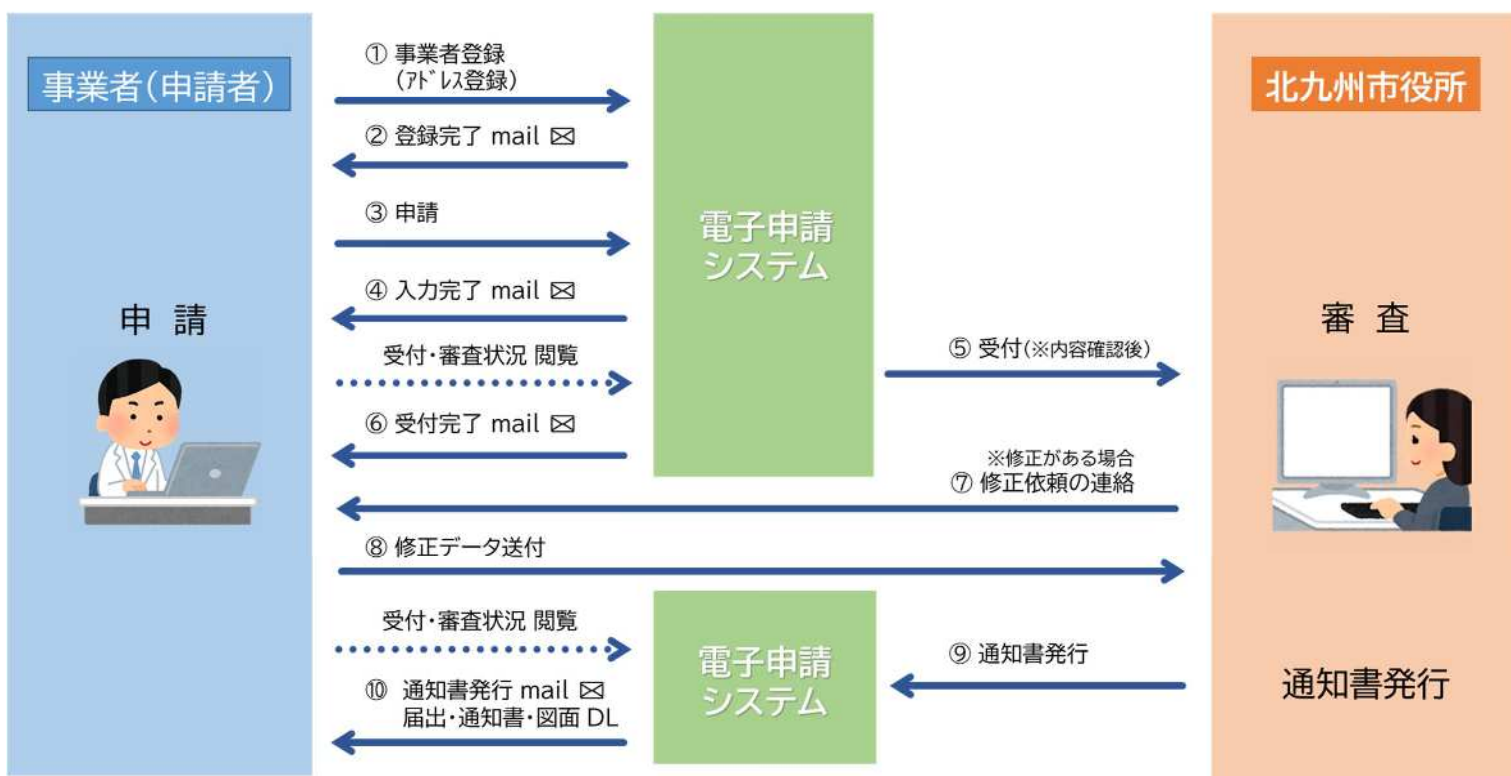 事業者(申請者)
申 請
① 事業者登録
(ｱﾄﾞﾚｽ登録)
② 登録完了 mail ✉
③ 申請
④ 入力完了 mail ✉
受付・審査状況 閲覧
⑥ 受付完了 mail ✉
電子申請
システム
北九州市役所
審 査
⑤ 受付(※内容確認後)
※修正がある場合
⑦ 修正依頼の連絡
⑧ 修正データ送付
受付・審査状況 閲覧
⑩ 通知書発行 mail ✉
届出・通知書・図面 DL
電子申請
システム
⑨ 通知書発行
通知書発行